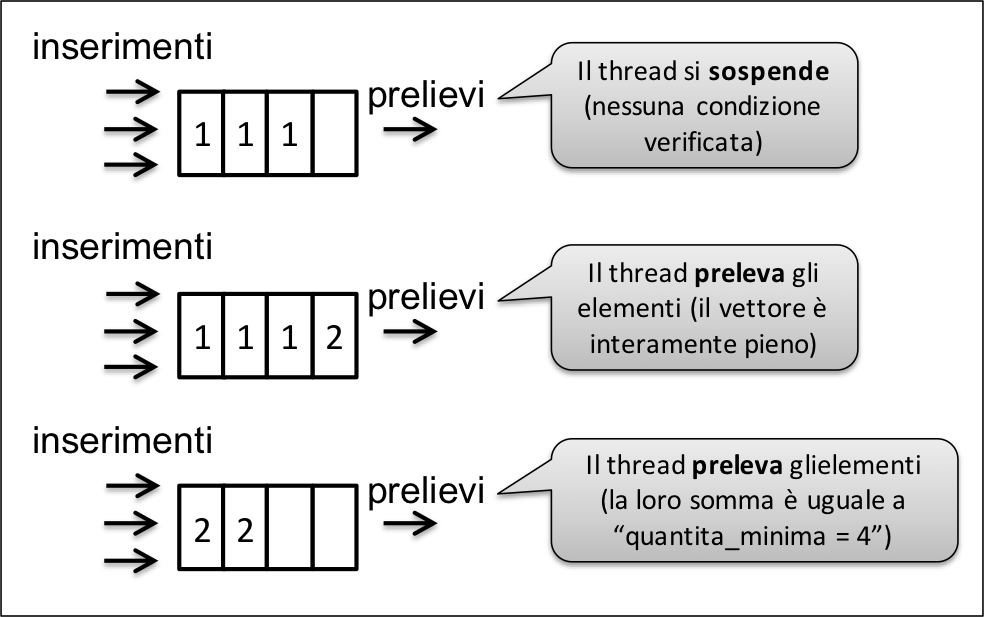 inserimenti
prelievi
Il thread si sospende
(nessuna condizione
verificata)
1 1 1
inserimenti
prelievi
Il thread preleva gli
elementi (il vettore è
interamente pieno)
1 1 1 2
inserimenti
prelievi
Il thread preleva glielementi
(la loro somma è uguale a
“quantita_minima = 4”)
2 2